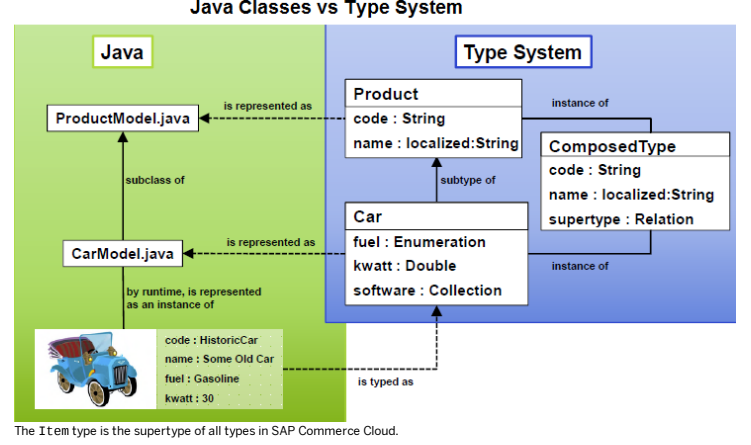 Java Classes vs Type System
Java
Type System
ProductModel.java
is represented as
Product
code : String
name : localized:String
instance of
ComposedType
code : String
name : localized:String
supertype : Relation
subclass of
subtype of
CarModel.java
is represented as
Car
fuel : Enumeration
kwatt : Double
software : Collection
instance of
by runtime, is represented
as an instance of
code : HistoricCar
name : Some Old Car
fuel : Gasoline
kwatt : 30
is typed as
The Item type is the supertype of all types in SAP Commerce Cloud.